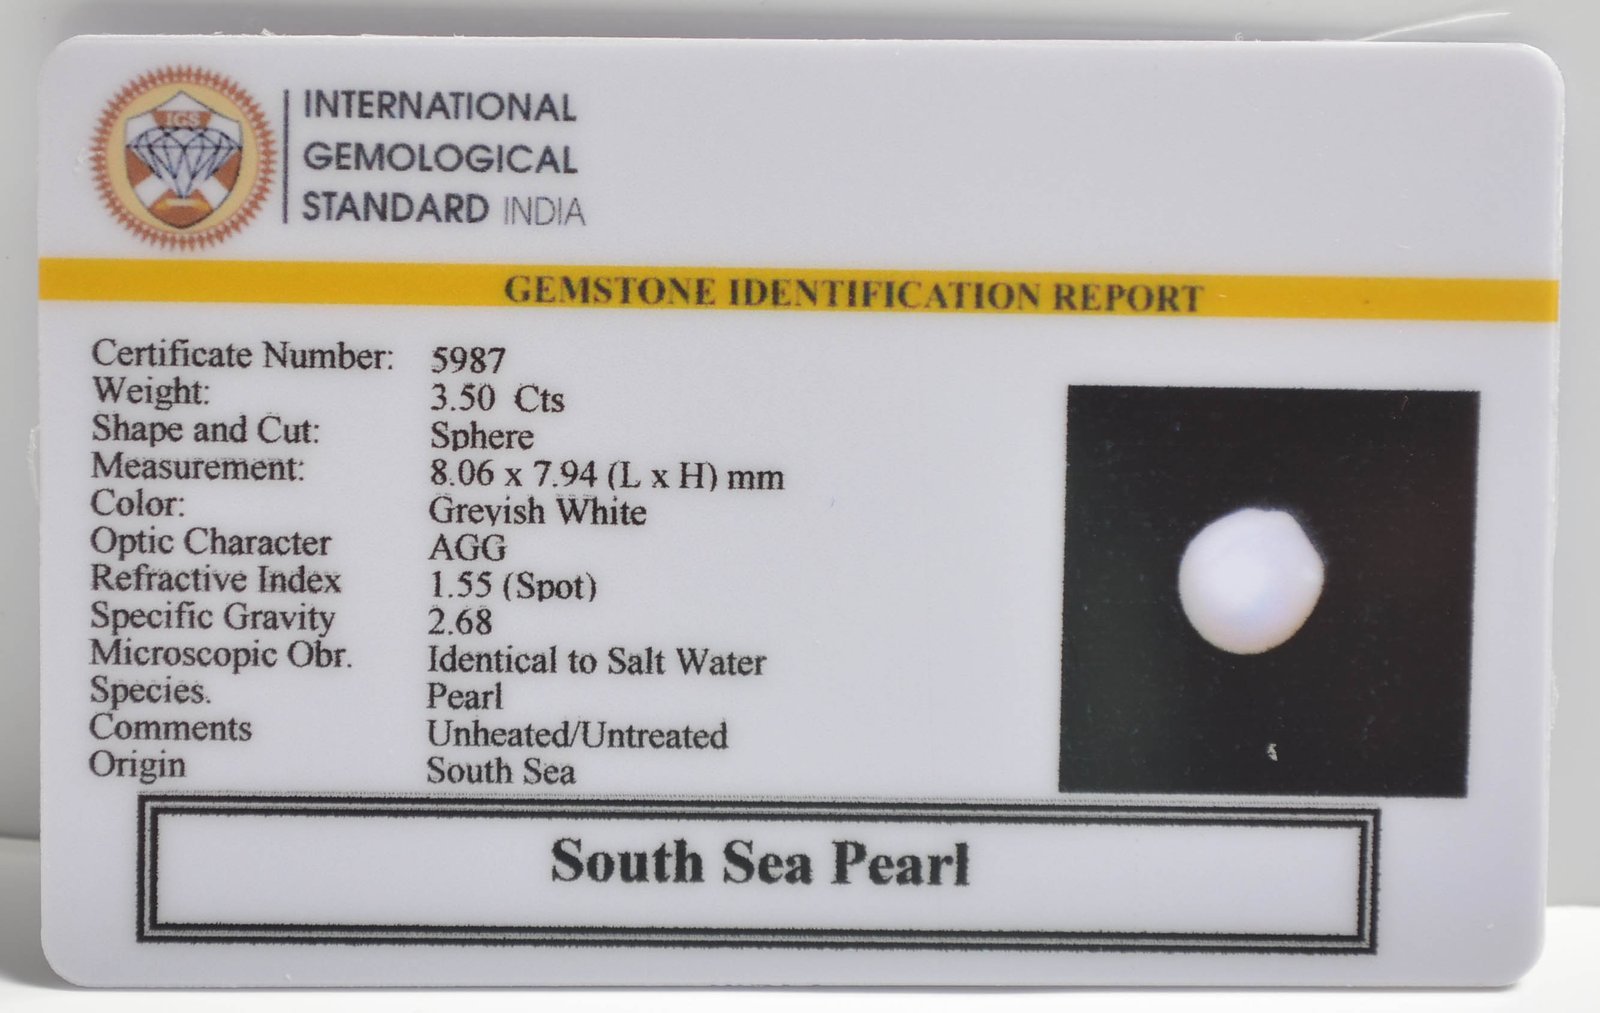 IGS
INTERNATIONAL
GEMOLOGICAL
STANDARD INDIA
GEMSTONE IDENTIFICATION REPORT
Certificate Number: 5987
Weight: 3.50 Cts
Shape and Cut: Sphere
Measurement: 8.06 x 7.94 (L x H) mm
Color: Greyish White
Optic Character AGG
Refractive Index 1.55 (Spot)
Specific Gravity 2.68
Microscopic Obr. Identical to Salt Water
Species. Pearl
Comments Unheated/Untreated
Origin South Sea
South Sea Pearl